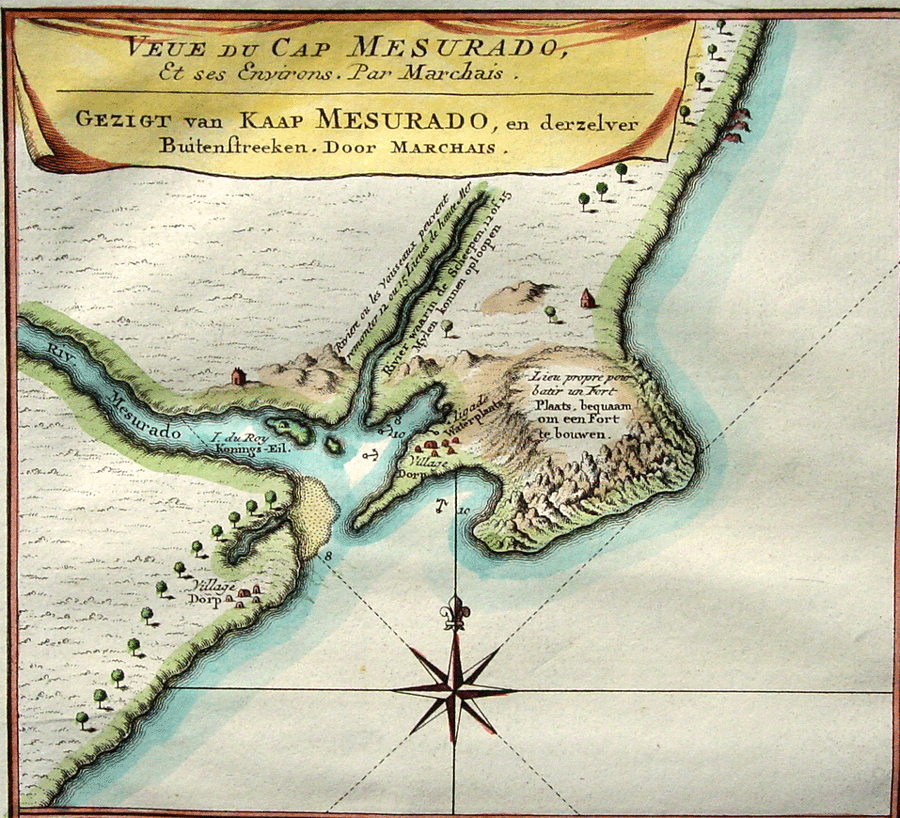 VEUE DU CAP MESURADO,
Et ses Environs. Par Marchais.
GEZIGT van KAAP MESURADO, en derzelver
Buitenſtreeken. Door MARCHAIS.
Riviere ou les Vaisseaux peuvent
remonter 12 ou 15 Lieues de haute Mer
Rivier waarin de Scheepen, 12 of 15
Mylen konnen oploopen
Lieu propre pour
batir un Fort
Plaats, bequaam
om een Fort
te bouwen.
Riv. Mesurado
I. du Roy
Konings-Eil.
8
10
Aigade
Waterplaats
Village
Dorp
10
8
Village
Dorp